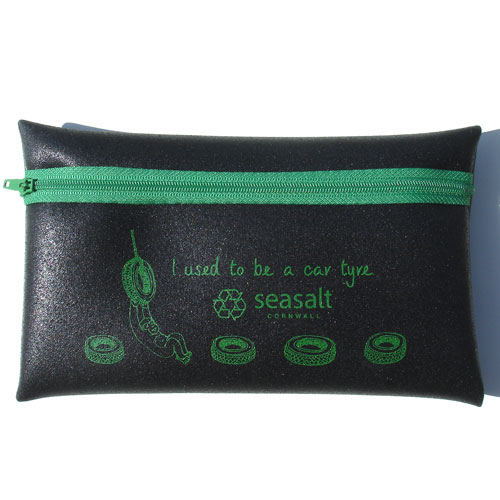 I used to be a car tyre
seasalt
CORNWALL